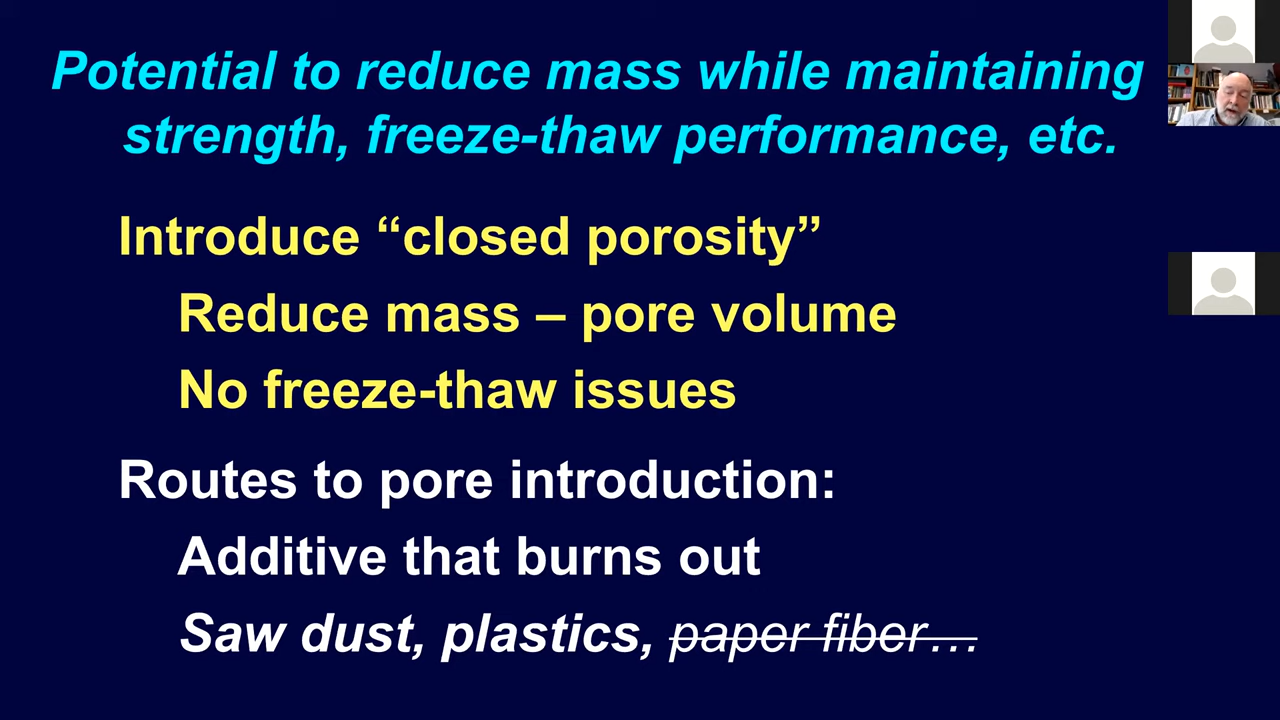 Potential to reduce mass while maintaining
strength, freeze-thaw performance, etc.
Introduce “closed porosity”
Reduce mass – pore volume
No freeze-thaw issues
Routes to pore introduction:
Additive that burns out
Saw dust, plastics, paper fiber…